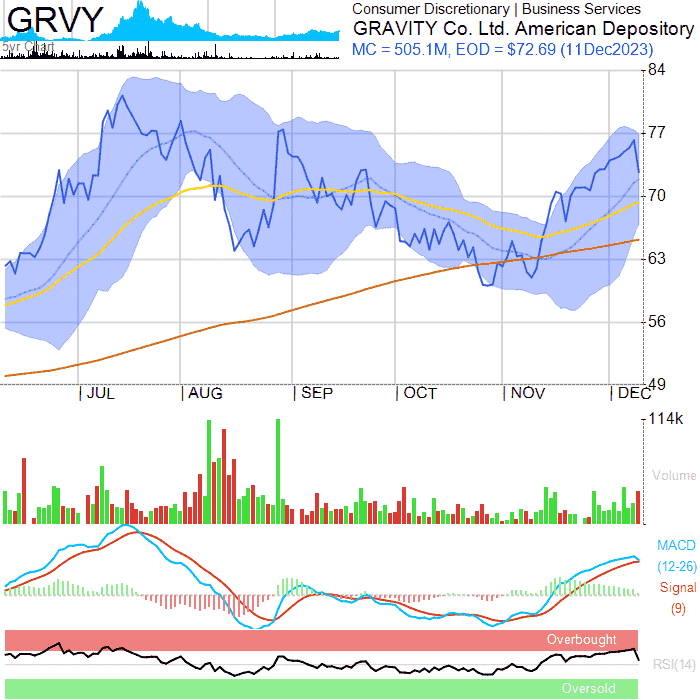 GRVY
5yr Chart
Consumer Discretionary | Business Services
GRAVITY Co. Ltd. American Depository
MC = 505.1M, EOD = $72.69 (11Dec2023)
84
77
70
63
56
49
JUL
AUG
SEP
OCT
NOV
DEC
114k
Volume
MACD
(12-26)
Signal
(9)
Overbought
RSI(14)
Oversold